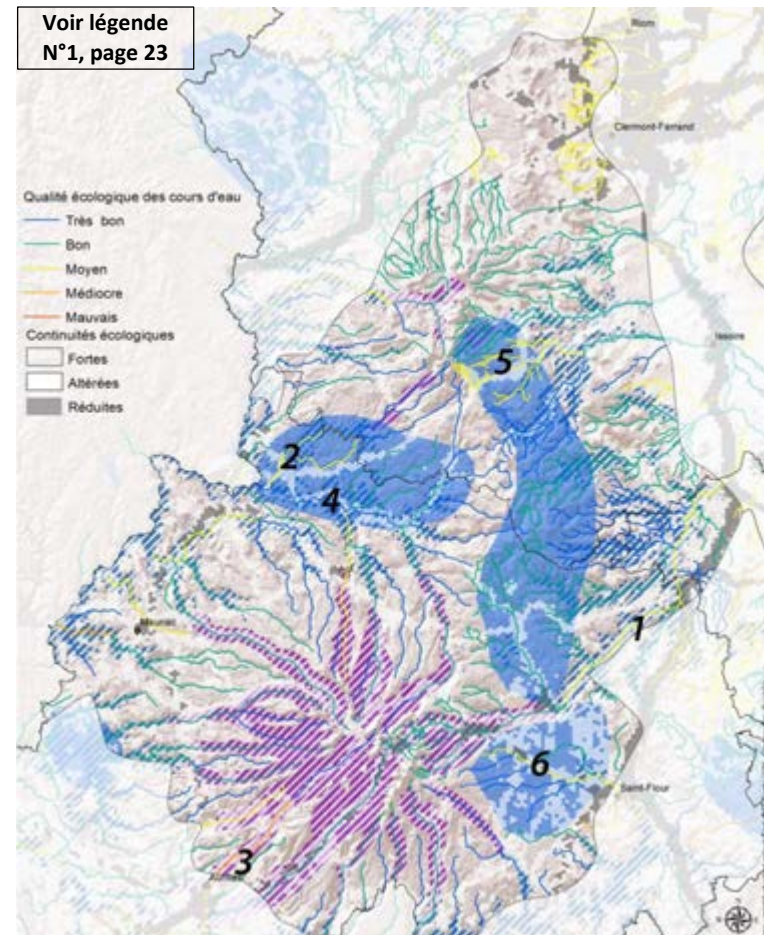 Voir légende
N°1, page 23
Riom
Clermont-Ferrand
Qualité écologique des cours d'eau
Très bon
Bon
Moyen
Médiocre
Mauvais
Continuités écologiques
Fortes
Altérées
Réduites
Issoire
5
2
4
1
Mauriac
6
Saint-Flour
3